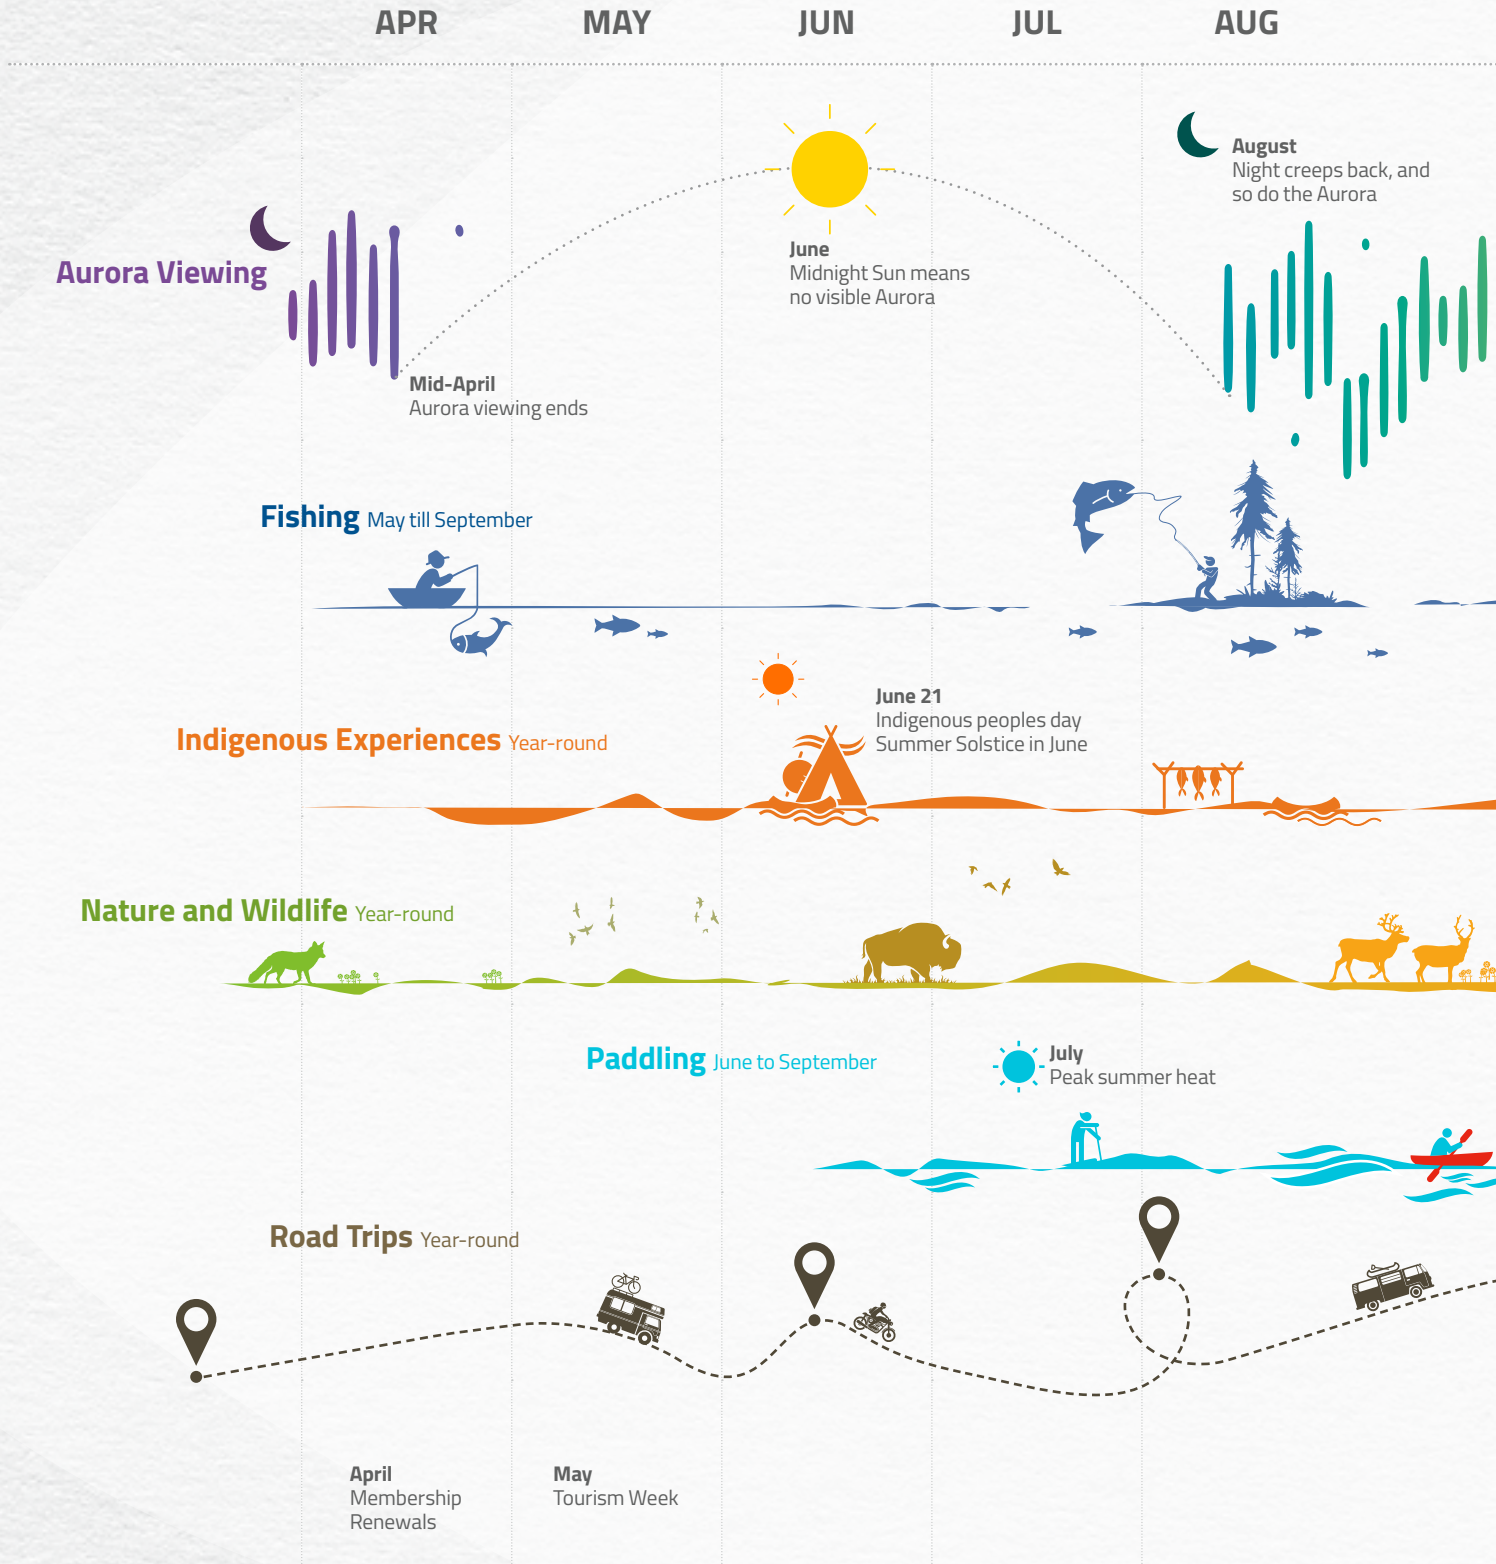 APR MAY JUN JUL AUG
August
Night creeps back, and
so do the Aurora
Aurora Viewing
June
Midnight Sun means
no visible Aurora
Mid-April
Aurora viewing ends
Fishing May till September
June 21
Indigenous peoples day
Summer Solstice in June
Indigenous Experiences Year-round
Nature and Wildlife Year-round
Paddling June to September
July
Peak summer heat
Road Trips Year-round
April
Membership
Renewals
May
Tourism Week